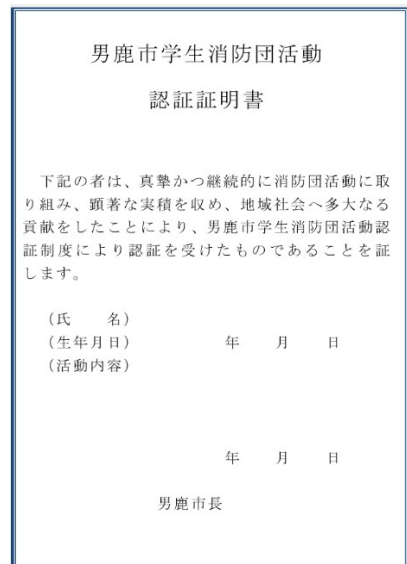 男鹿市学生消防団活動
認証証明書
下記の者は、真摯かつ継続的に消防団活動に取
り組み、顕著な実積を収め、地域社会へ多大なる
貢献をしたことにより、男鹿市学生消防団活動認
証制度により認証を受けたものであることを証
します。
（氏　　名）
（生年月日）　　　　　年　　月　　日
（活動内容）
年　　月　　日
男鹿市長